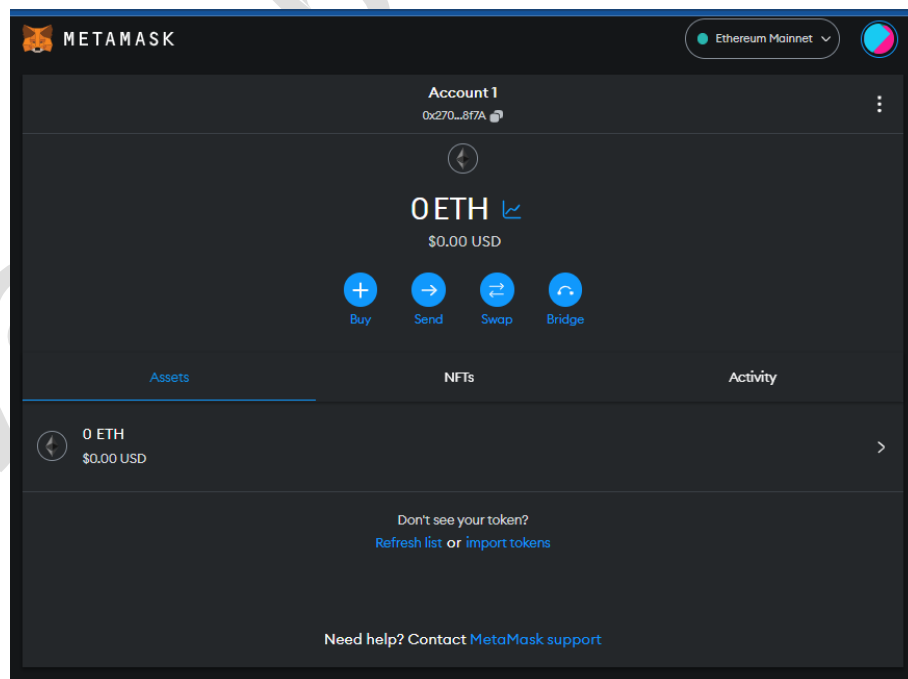 METAMASK
Ethereum Mainnet
Account 1
0x270...8f7A
0 ETH
$0.00 USD
Buy Send Swap Bridge
Assets NFTs Activity
0 ETH
$0.00 USD
Don't see your token?
Refresh list or import tokens
Need help? Contact MetaMask support